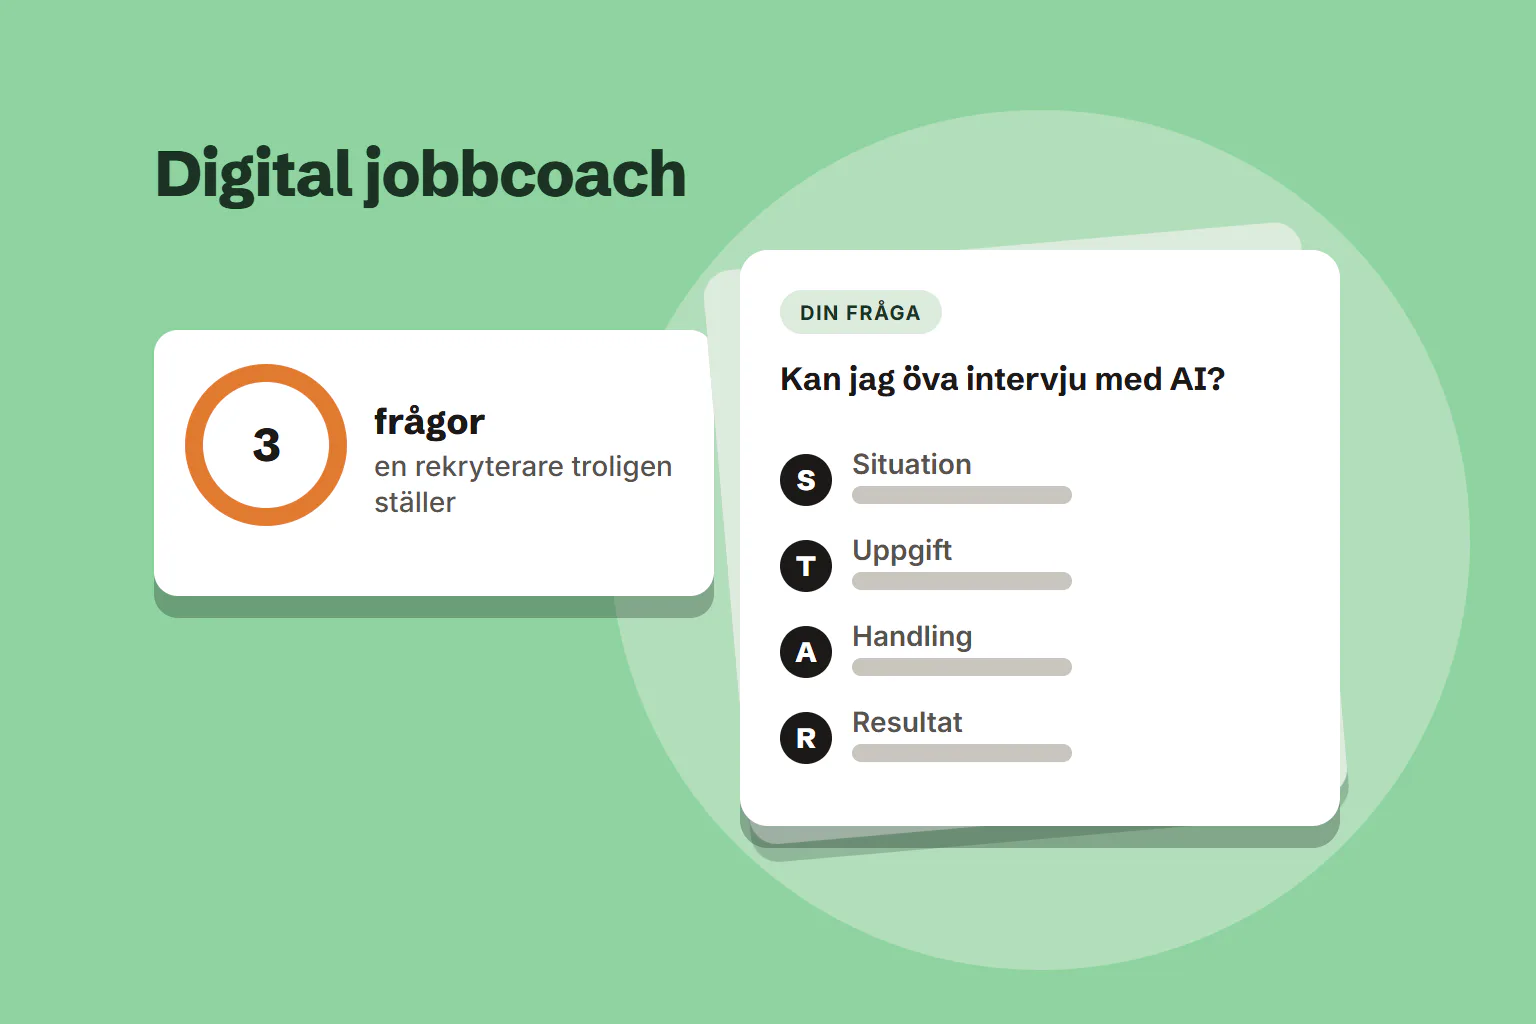 Digital jobbcoach
3
frågor
en rekryterare troligen
ställer
DIN FRÅGA
Kan jag öva intervju med AI?
S Situation
T Uppgift
A Handling
R Resultat